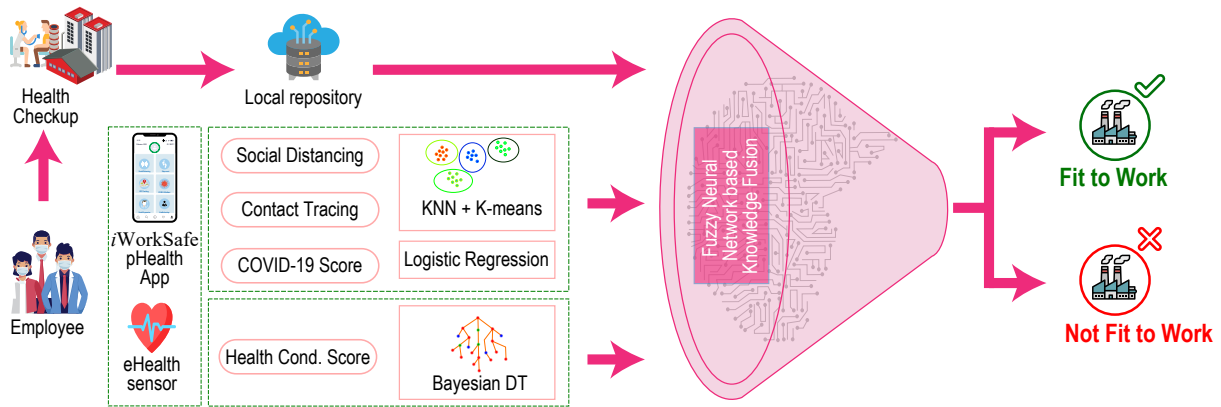 Health
Checkup
Local repository
Employee
iWorkSafe
pHealth
App
eHealth
sensor
Social Distancing
Contact Tracing
COVID-19 Score
KNN + K-means
Logistic Regression
Health Cond. Score
Bayesian DT
Fuzzy Neural
Network based
Knowledge Fusion
Fit to Work
Not Fit to Work